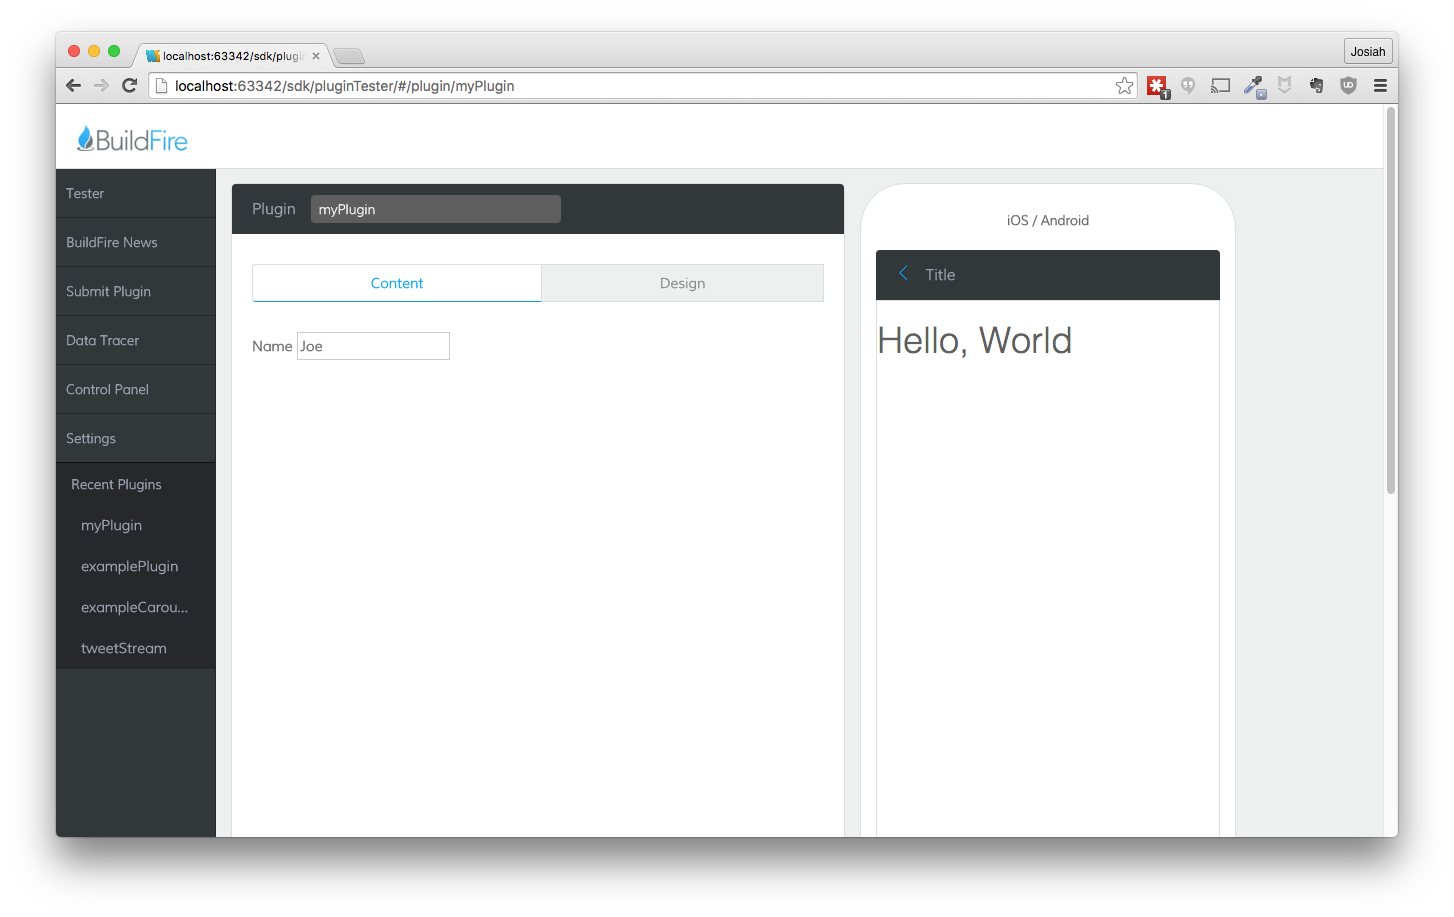 localhost:63342/sdk/plugin
Josiah
localhost:63342/sdk/pluginTester/#/plugin/myPlugin
1
BuildFire
Tester
BuildFire News
Submit Plugin
Data Tracer
Control Panel
Settings
Recent Plugins
myPlugin
examplePlugin
exampleCarou...
tweetStream
Plugin myPlugin
Content Design
Name Joe
iOS / Android
Title
Hello, World